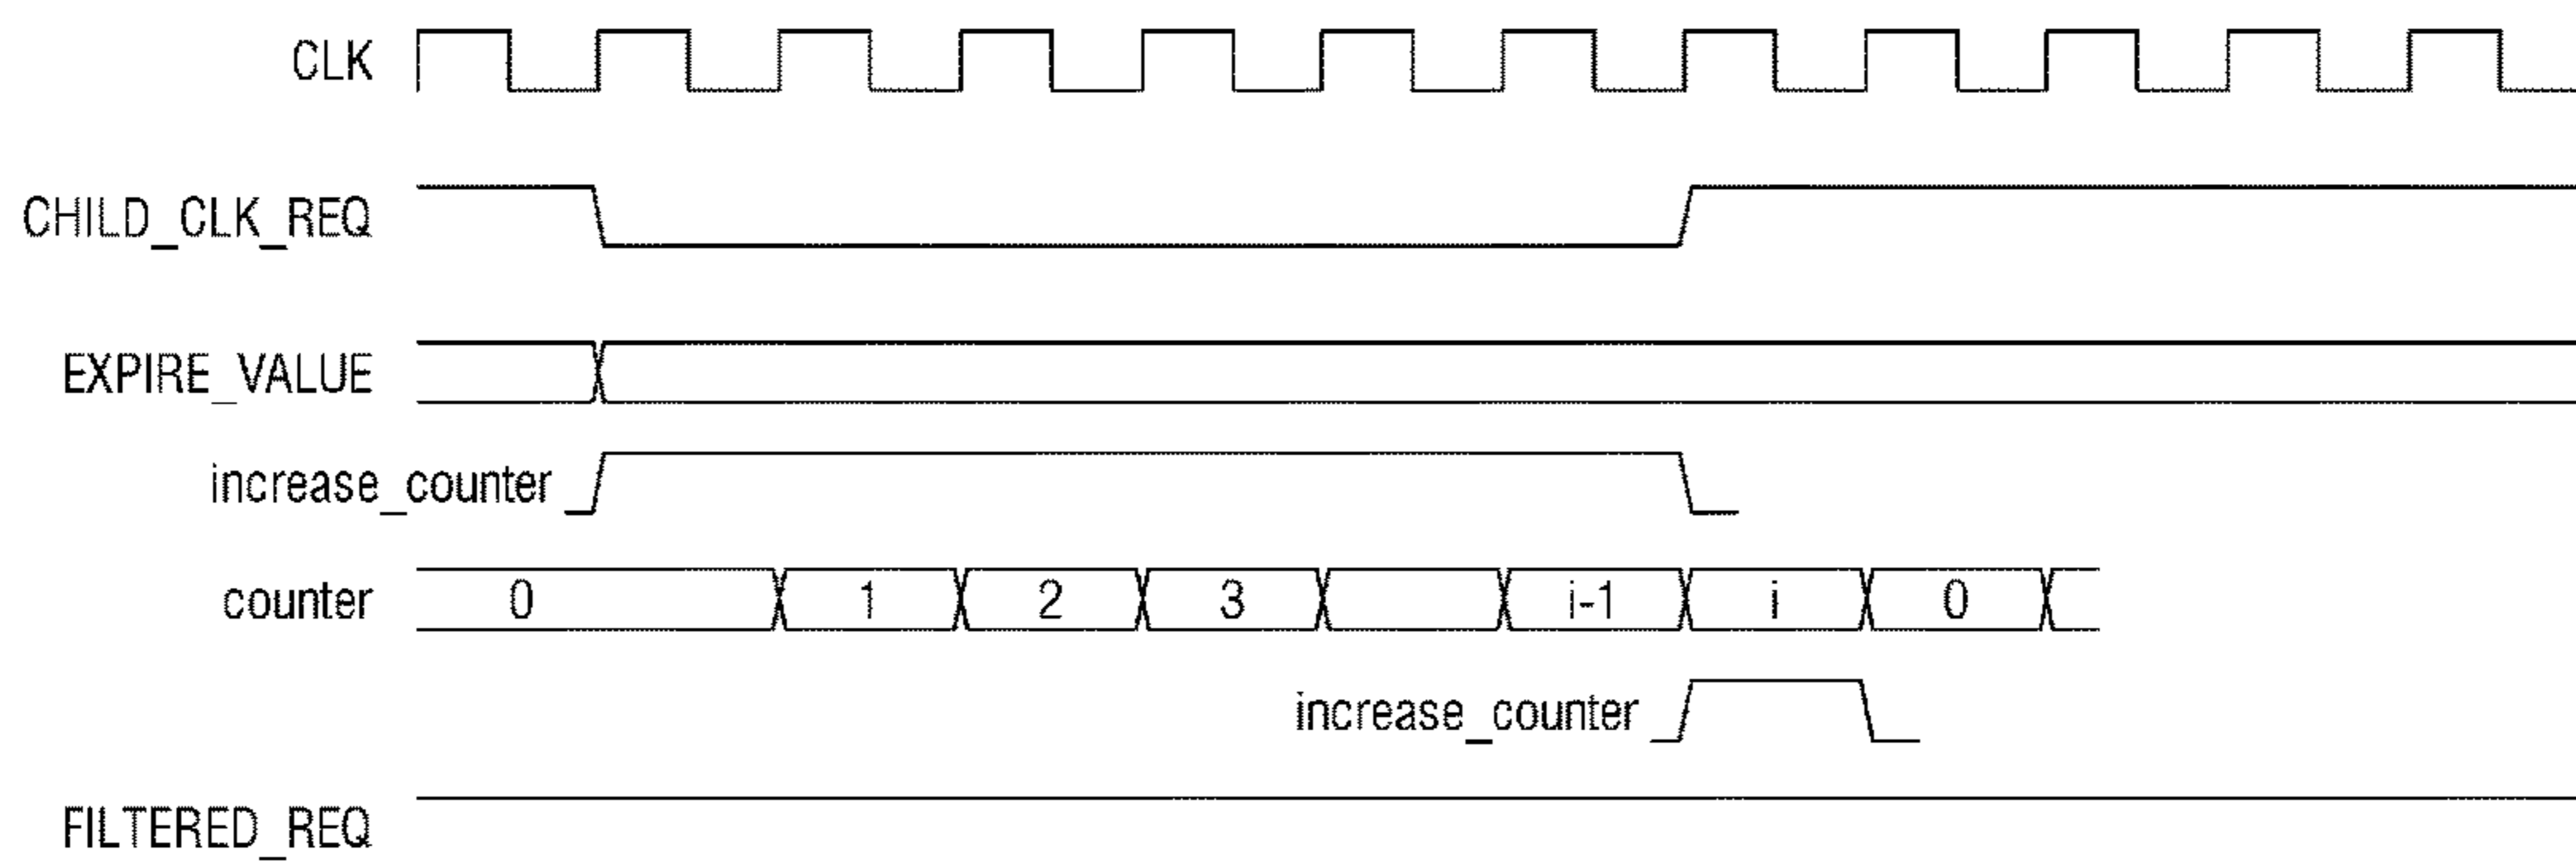 CLK
CHILD_CLK_REQ
EXPIRE_VALUE
increase_counter
counter 0 1 2 3 i-1 i 0
increase_counter
FILTERED_REQ